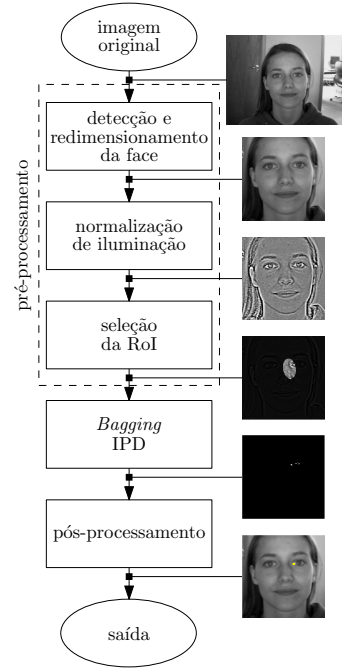 imagem
original
pré-processamento
detecção e
redimensionamento
da face
normalização
de iluminação
seleção
da RoI
Bagging
IPD
pós-processamento
saída